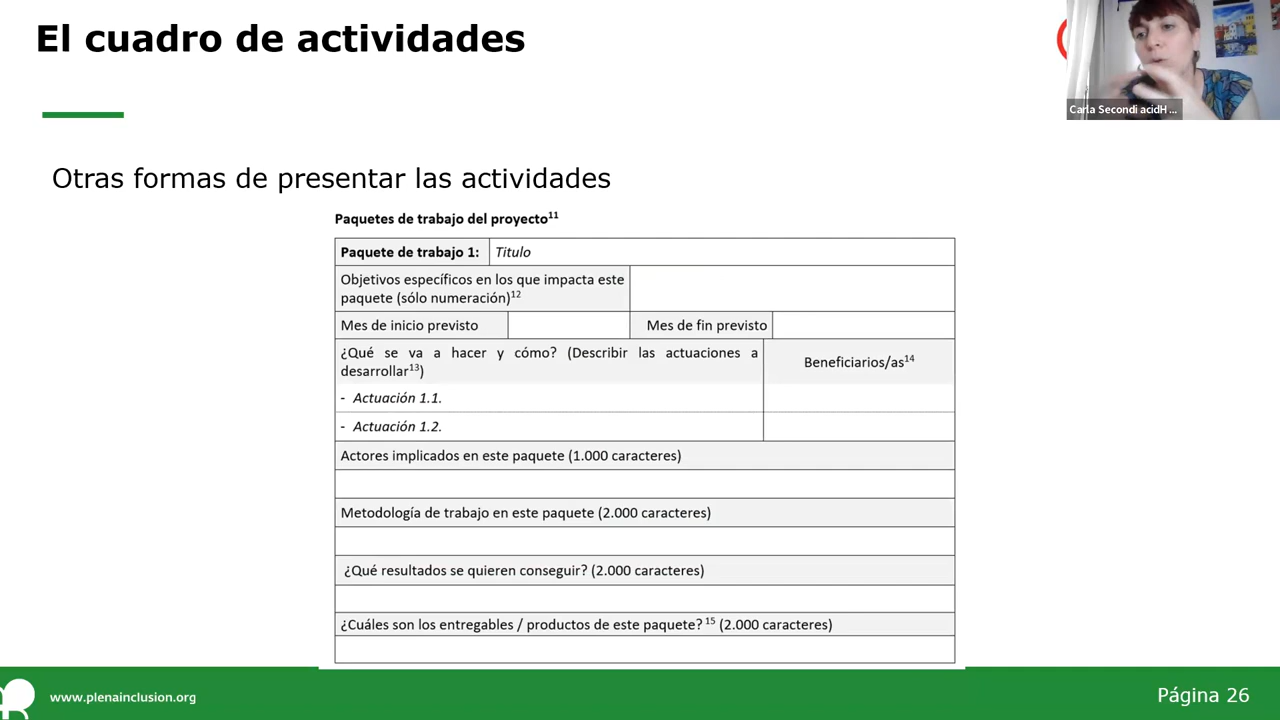 El cuadro de actividades
Carla Secondi acidH ...
Otras formas de presentar las actividades
Paquetes de trabajo del proyecto11
Paquete de trabajo 1: Titulo
Objetivos específicos en los que impacta este
paquete (sólo numeración)12
Mes de inicio previsto Mes de fin previsto
¿Qué se va a hacer y cómo? (Describir las actuaciones a
desarrollar13)
Beneficiarios/as14
- Actuación 1.1.
- Actuación 1.2.
Actores implicados en este paquete (1.000 caracteres)
Metodología de trabajo en este paquete (2.000 caracteres)
¿Qué resultados se quieren conseguir? (2.000 caracteres)
¿Cuáles son los entregables / productos de este paquete? 15 (2.000 caracteres)
www.plenainclusion.org
Página 26